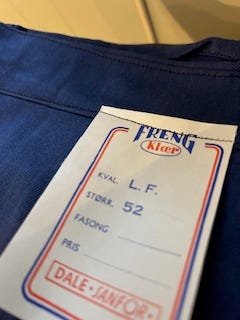 FRENG
Klær
KVAL. L. F.
STØRR. 52
FASONG
PRIS
DALE-SANFOR-